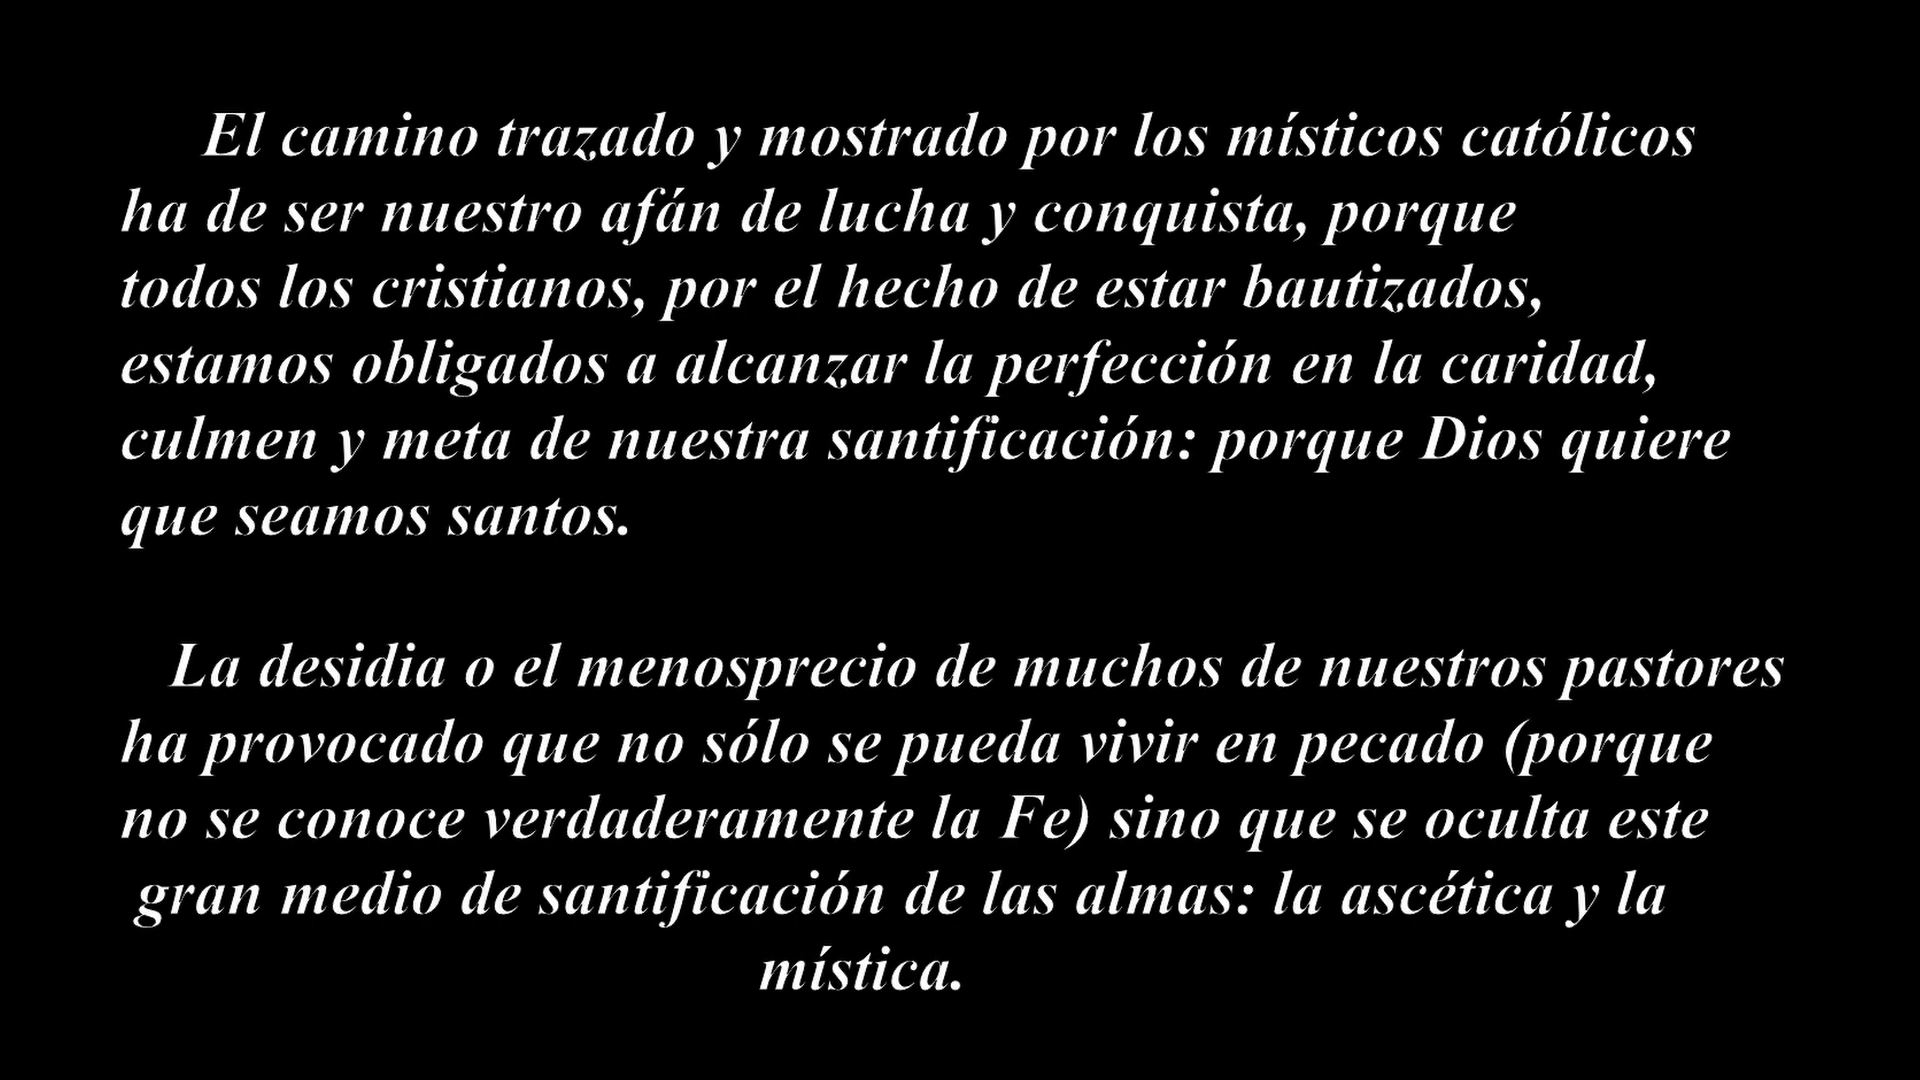 El camino trazado y mostrado por los místicos católicos
ha de ser nuestro afán de lucha y conquista, porque
todos los cristianos, por el hecho de estar bautizados,
estamos obligados a alcanzar la perfección en la caridad,
culmen y meta de nuestra santificación: porque Dios quiere
que seamos santos.
La desidia o el menosprecio de muchos de nuestros pastores
ha provocado que no sólo se pueda vivir en pecado (porque
no se conoce verdaderamente la Fe) sino que se oculta este
gran medio de santificación de las almas: la ascética y la
mística.